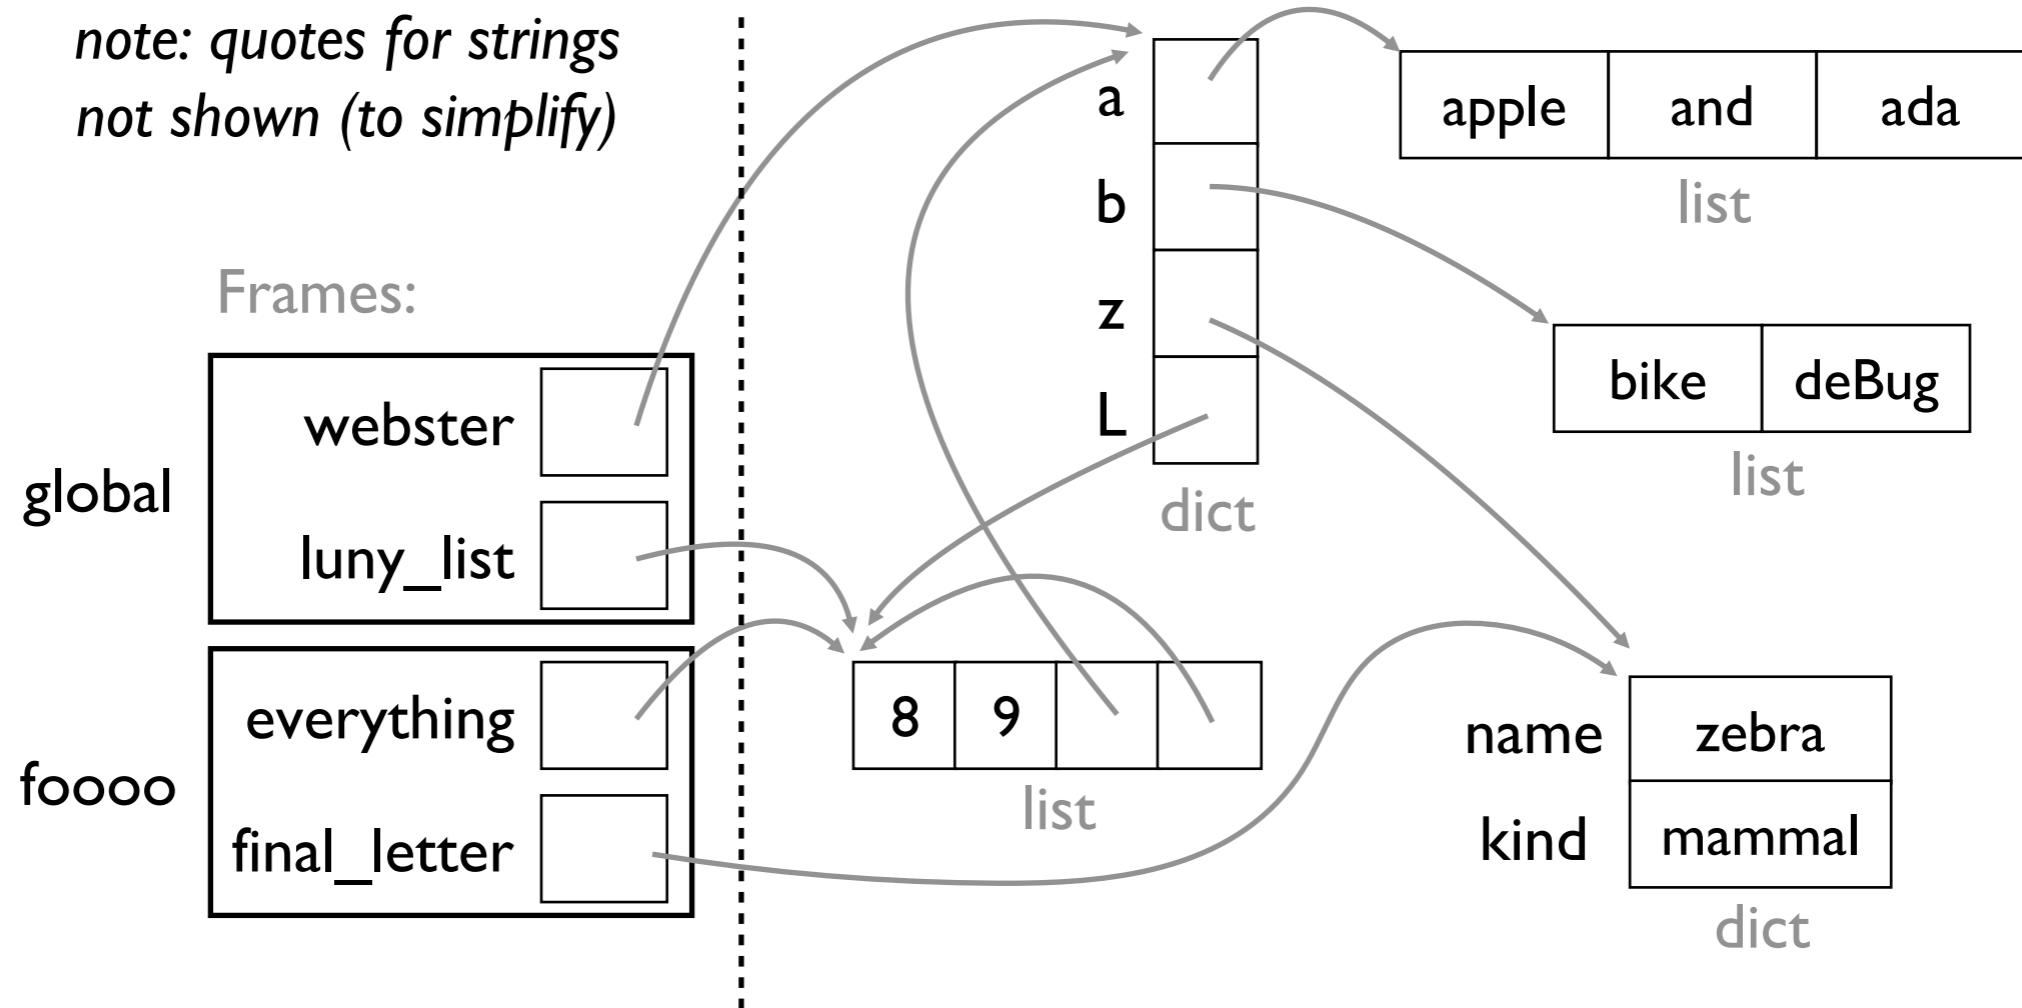 note: quotes for strings
not shown (to simplify)
Frames:
global
webster
luny_list
foooo
everything
final_letter
a
b
z
L
dict
apple and ada
list
bike deBug
list
8 9
list
name zebra
kind mammal
dict